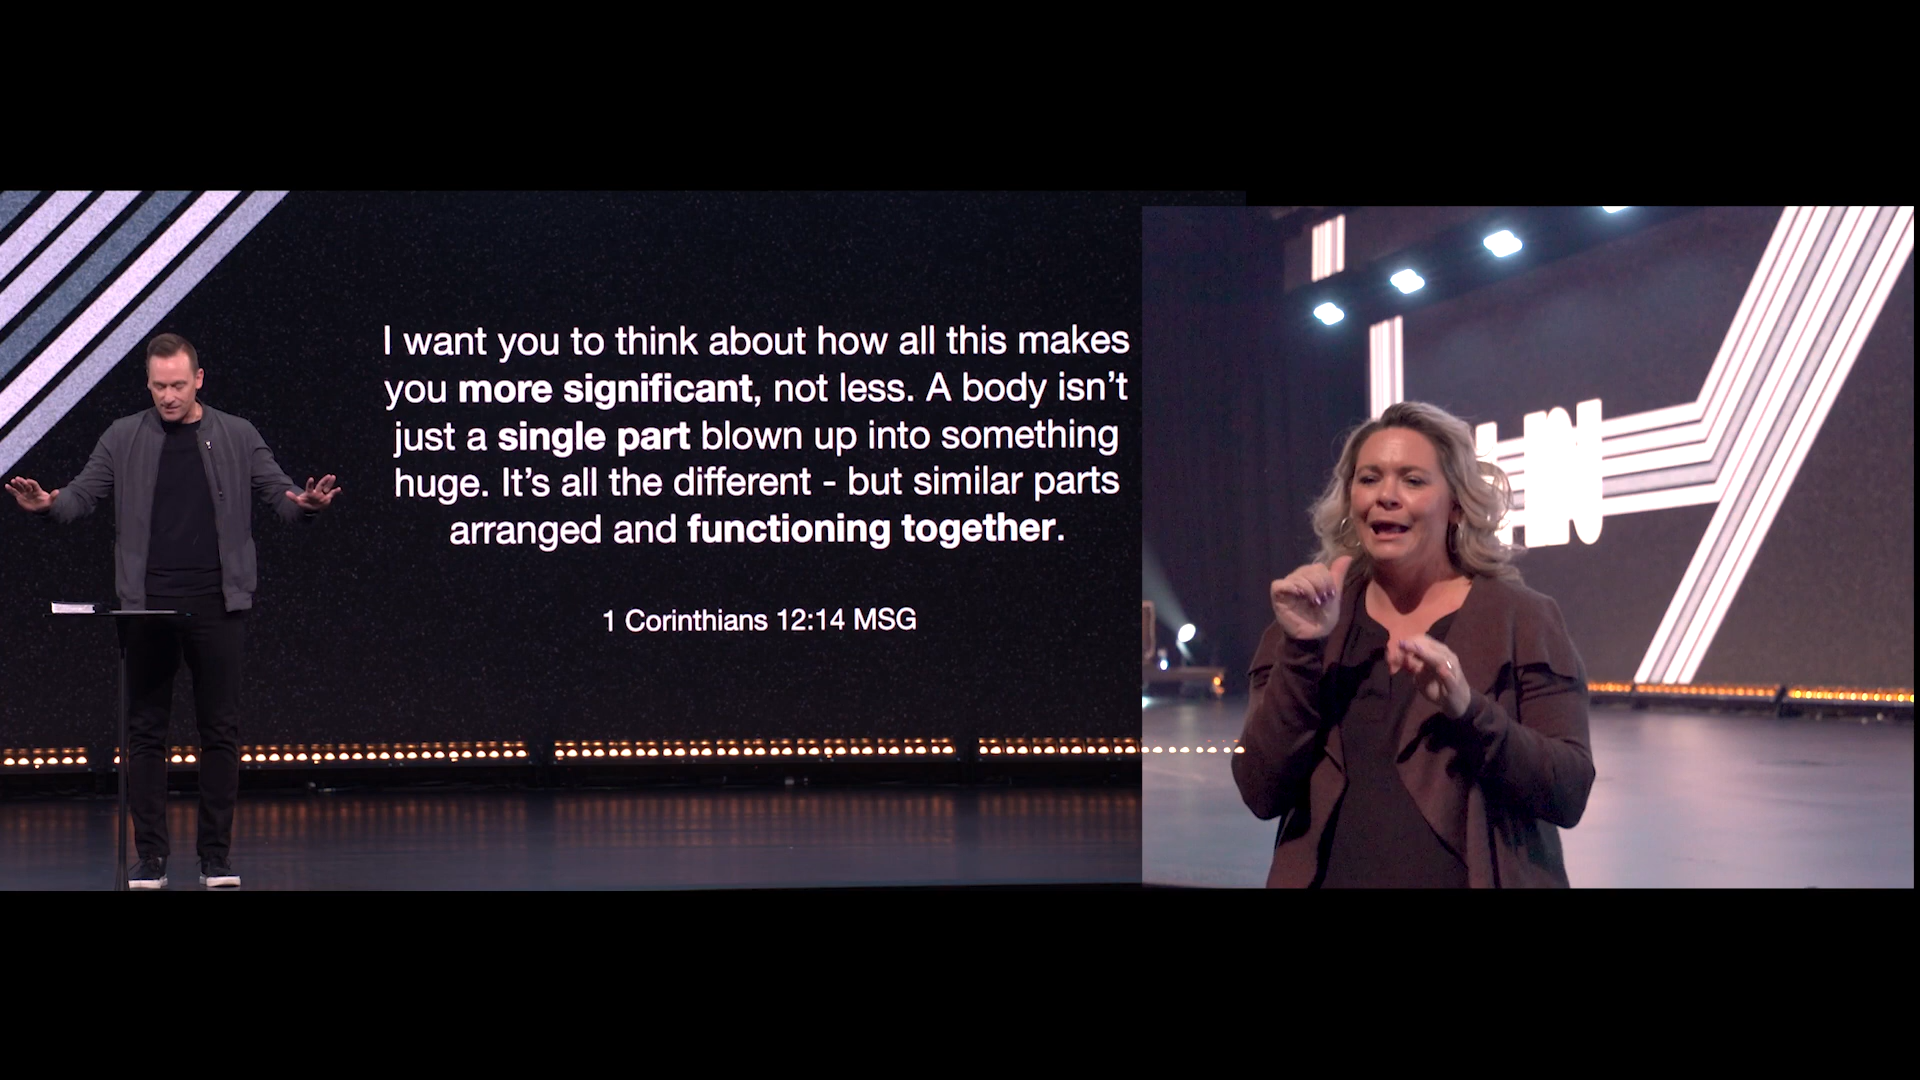 I want you to think about how all this makes
you more significant, not less. A body isn’t
just a single part blown up into something
huge. It’s all the different - but similar parts
arranged and functioning together.
1 Corinthians 12:14 MSG